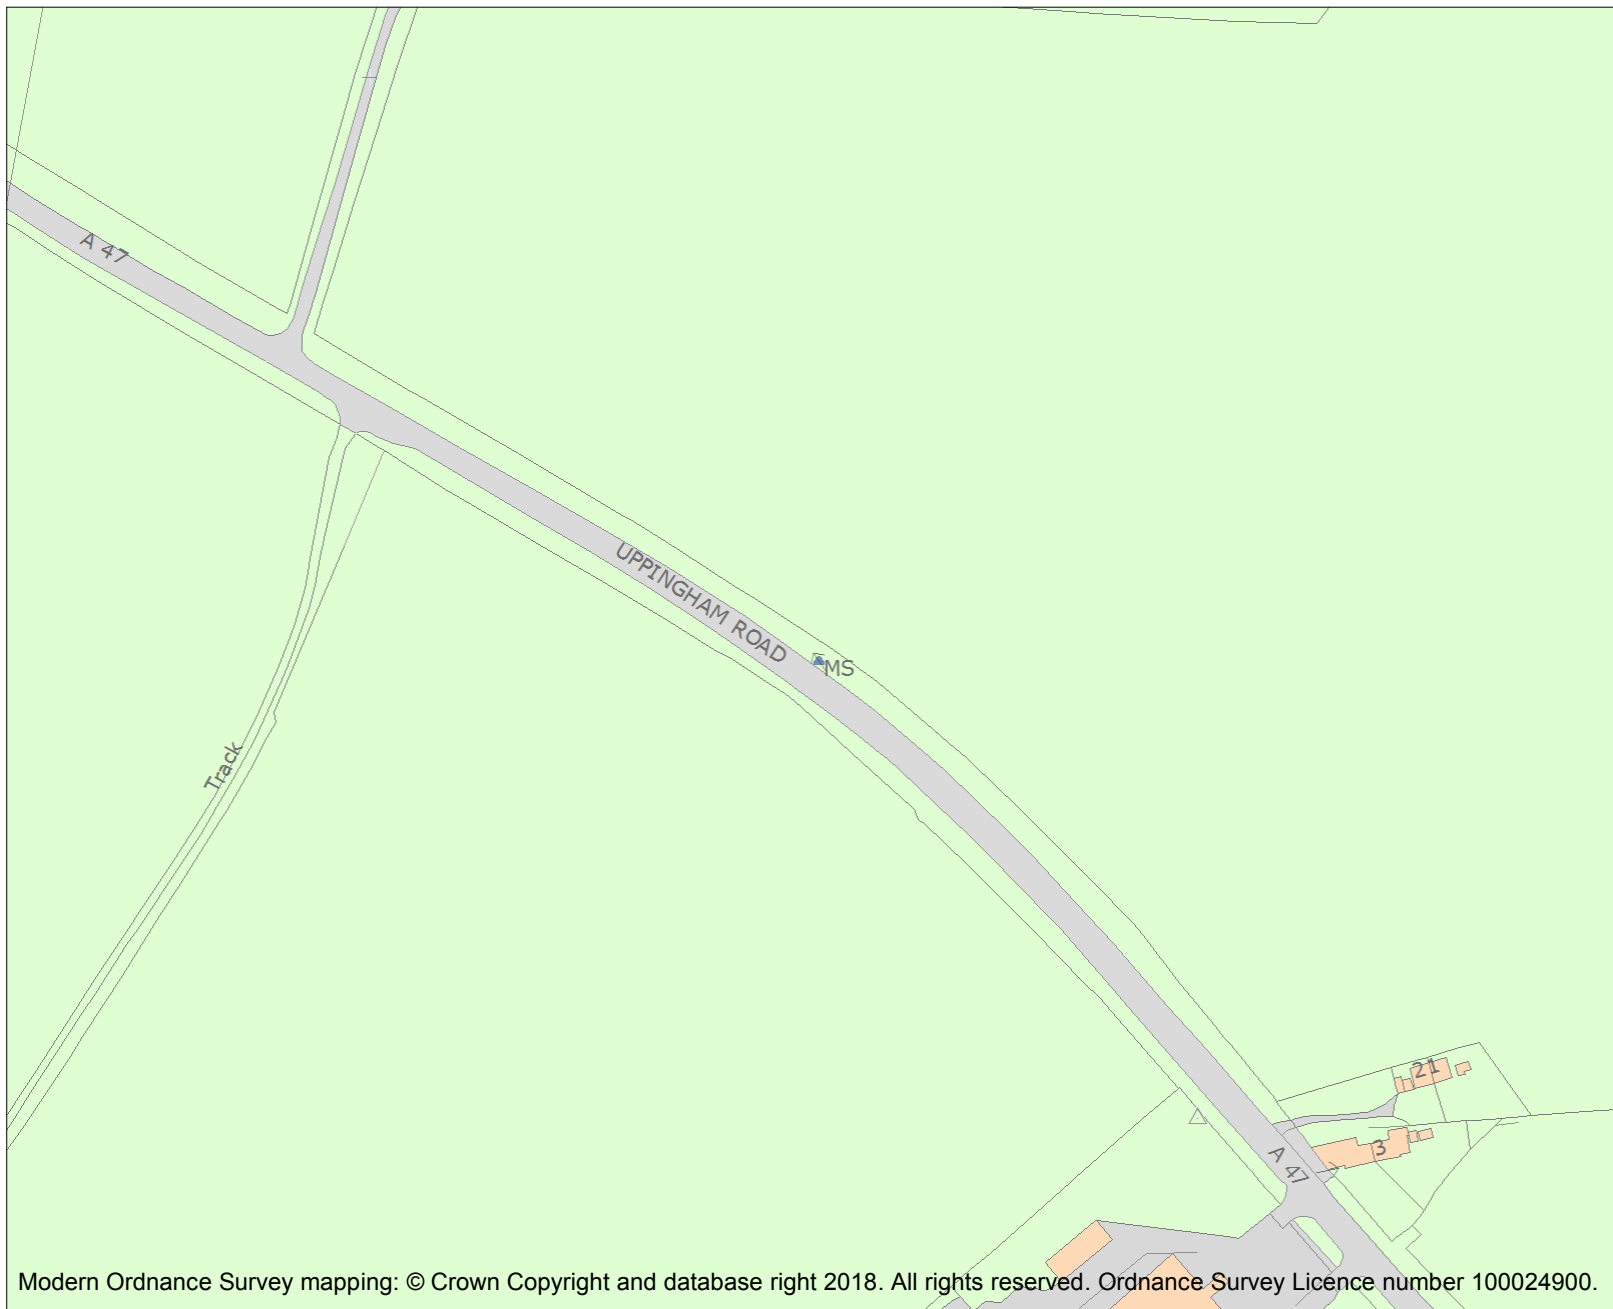 A 47
UPPINGHAM ROAD
MS
Track
21
3
A 47
Modern Ordnance Survey mapping: © Crown Copyright and database right 2018. All rights reserved. Ordnance Survey Licence number 100024900.